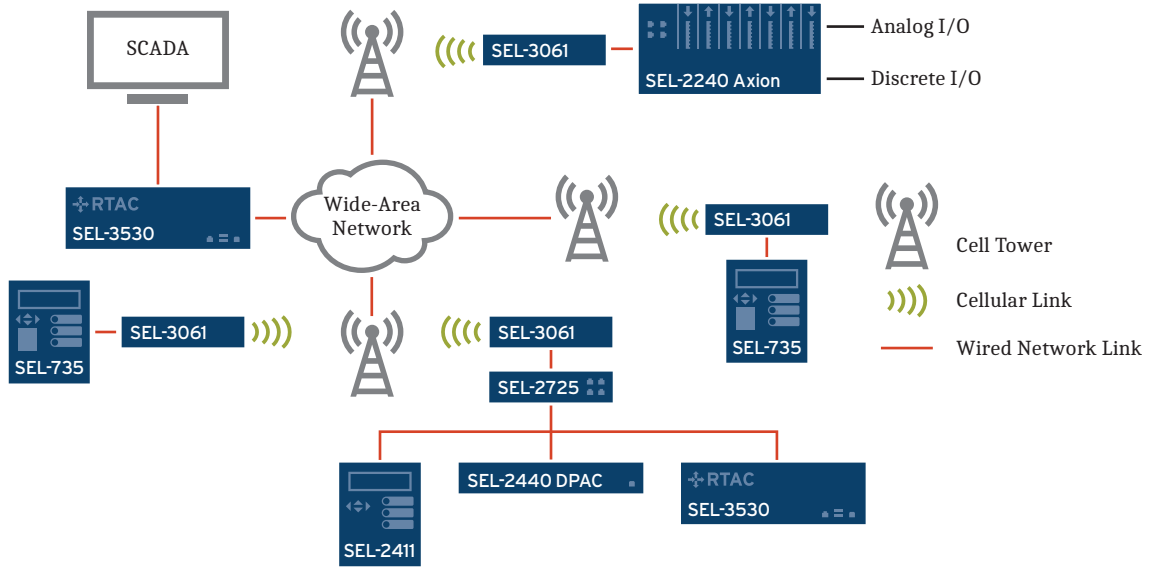 SCADA
SEL-3061
SEL-2240 Axion
Analog I/O
Discrete I/O
RTAC
SEL-3530
Wide-Area
Network
SEL-3061
SEL-735
Cell Tower
Cellular Link
Wired Network Link
SEL-735
SEL-3061
SEL-3061
SEL-2725
SEL-2411
SEL-2440 DPAC
RTAC
SEL-3530